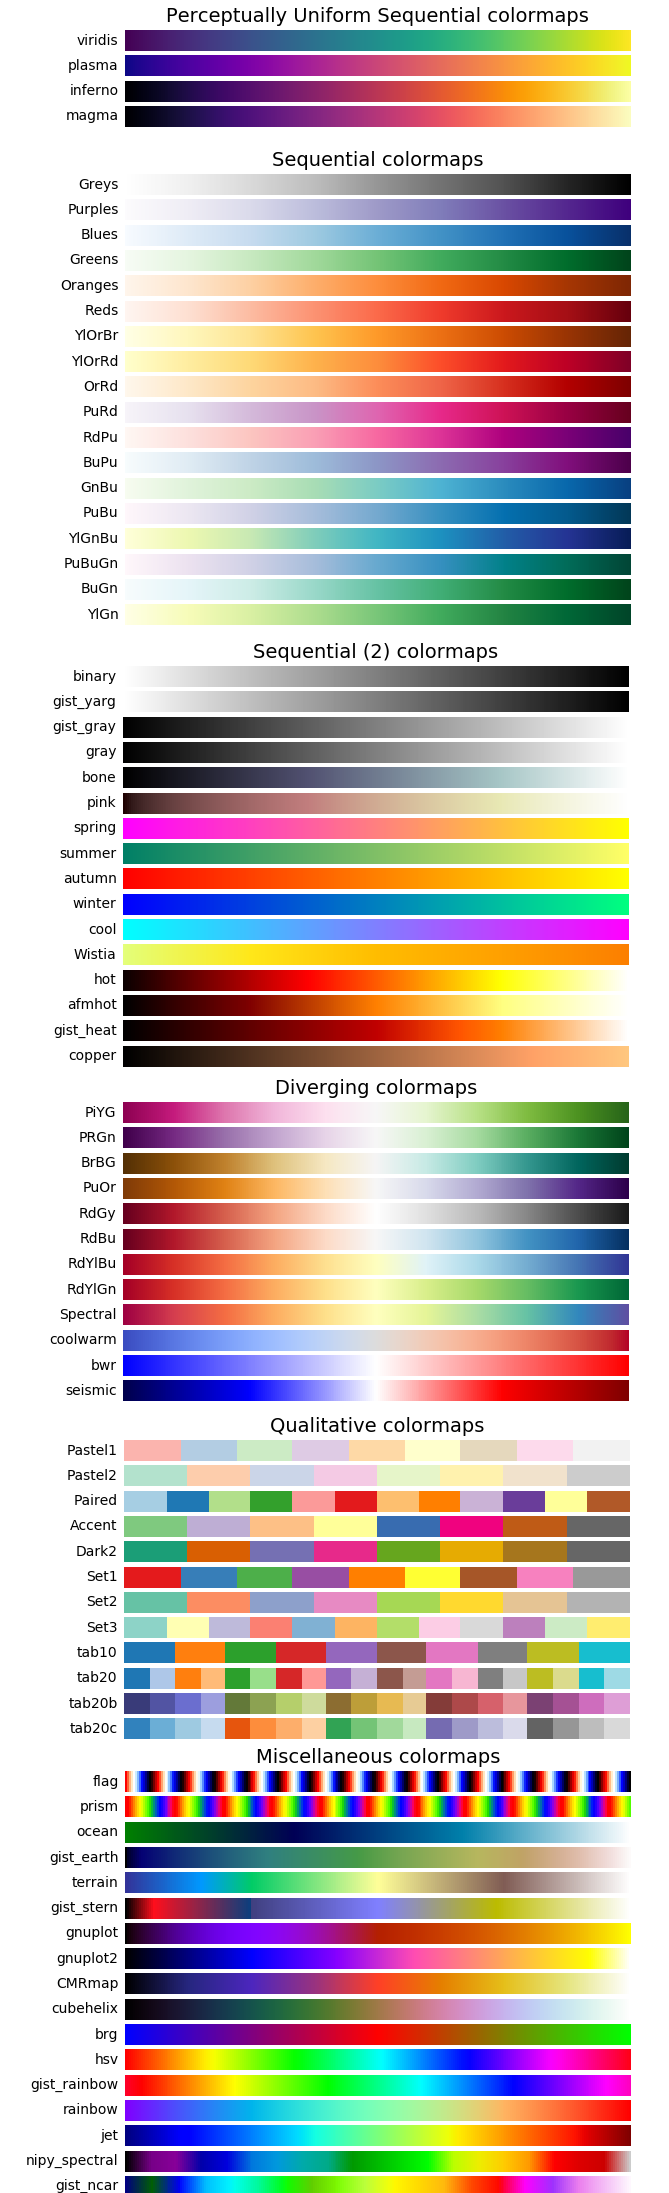 Perceptually Uniform Sequential colormaps
viridis
plasma
inferno
magma
Sequential colormaps
Greys
Purples
Blues
Greens
Oranges
Reds
YlOrBr
YlOrRd
OrRd
PuRd
RdPu
BuPu
GnBu
PuBu
YlGnBu
PuBuGn
BuGn
YlGn
Sequential (2) colormaps
binary
gist_yarg
gist_gray
gray
bone
pink
spring
summer
autumn
winter
cool
Wistia
hot
afmhot
gist_heat
copper
Diverging colormaps
PiYG
PRGn
BrBG
PuOr
RdGy
RdBu
RdYlBu
RdYlGn
Spectral
coolwarm
bwr
seismic
Qualitative colormaps
Pastel1
Pastel2
Paired
Accent
Dark2
Set1
Set2
Set3
tab10
tab20
tab20b
tab20c
Miscellaneous colormaps
flag
prism
ocean
gist_earth
terrain
gist_stern
gnuplot
gnuplot2
CMRmap
cubehelix
brg
hsv
gist_rainbow
rainbow
jet
nipy_spectral
gist_ncar